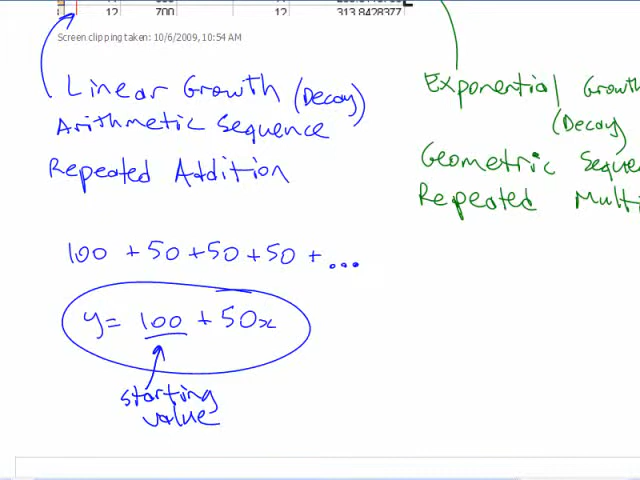 12 700 12 313.8428377
Screen clipping taken: 10/6/2009, 10:54 AM
Linear Growth (Decay)
Arithmetic Sequence
Repeated Addition
100 + 50 + 50 + 50 + ...
y = 100 + 50x
starting
value
Exponential Growth
(Decay)
Geometric Seque
Repeated Multi